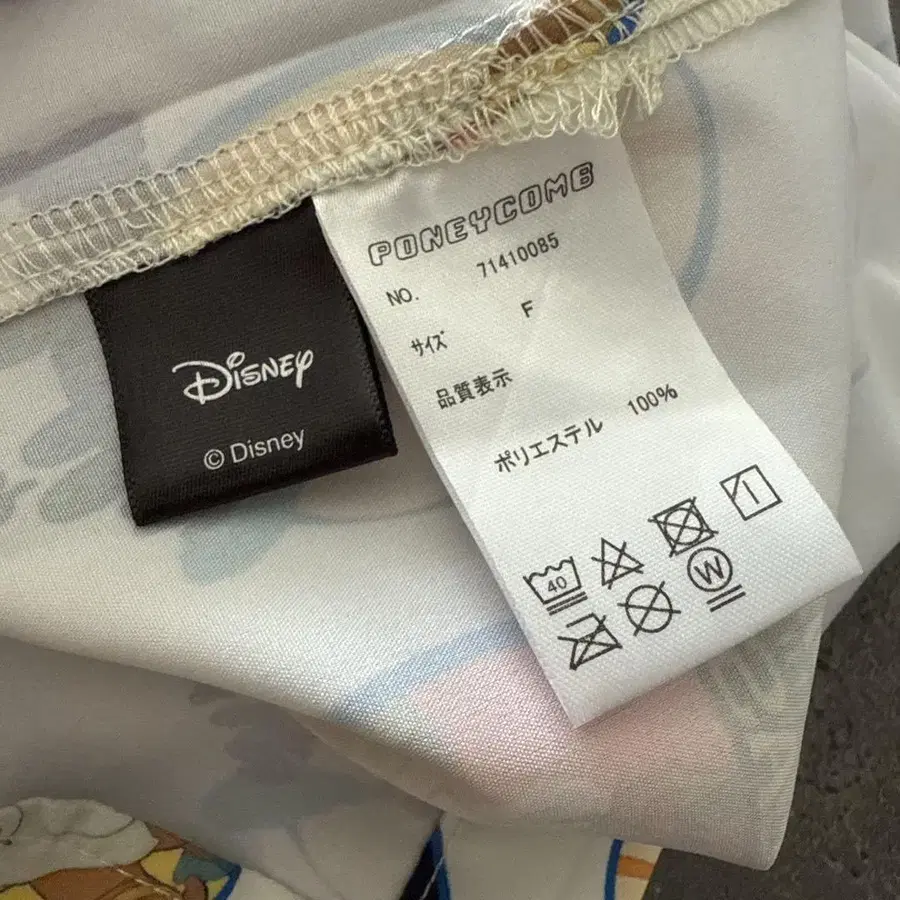 Disney
© Disney
PONEYCOMB
NO. 71410085
サイズ F
品質表示
ポリエステル 100%
40
W